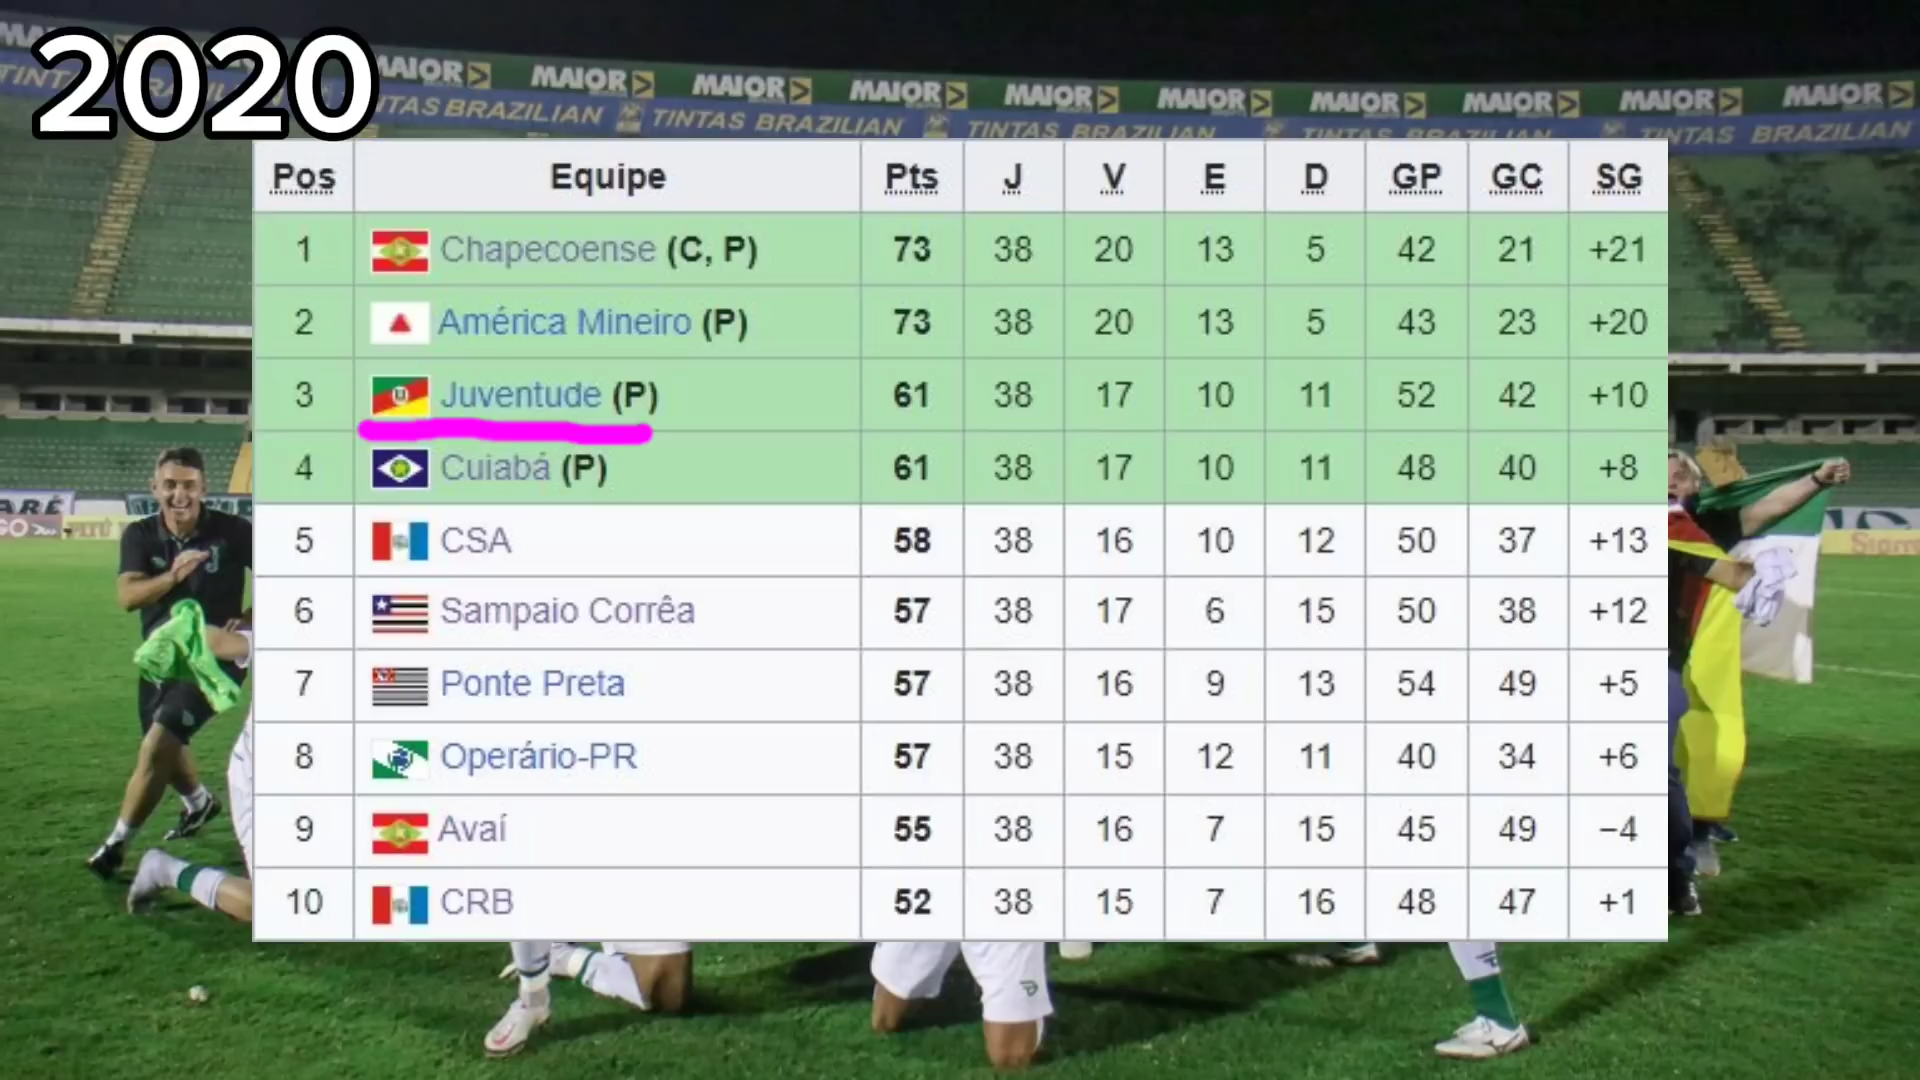 2020
MAIOR> MAIOR> MAIOR> MAIOR> MAIOR> MAIOR> MAIOR> MAIOR> MAIOR> MAIOR>
TINTAS BRAZILIAN TINTAS BRAZILIAN TINTAS BRAZILIAN TINTAS BRAZILIAN
Pos Equipe Pts J V E D GP GC SG
1 Chapecoense (C, P) 73 38 20 13 5 42 21 +21
2 América Mineiro (P) 73 38 20 13 5 43 23 +20
3 Juventude (P) 61 38 17 10 11 52 42 +10
4 Cuiabá (P) 61 38 17 10 11 48 40 +8
5 CSA 58 38 16 10 12 50 37 +13
6 Sampaio Corrêa 57 38 17 6 15 50 38 +12
7 Ponte Preta 57 38 16 9 13 54 49 +5
8 Operário-PR 57 38 15 12 11 40 34 +6
9 Avaí 55 38 16 7 15 45 49 −4
10 CRB 52 38 15 7 16 48 47 +1